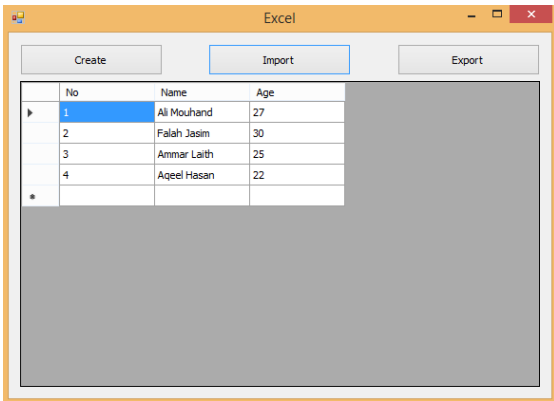 Excel
Create Import Export
No Name Age
1 Ali Mouhand 27
2 Falah Jasim 30
3 Ammar Laith 25
4 Aqeel Hasan 22